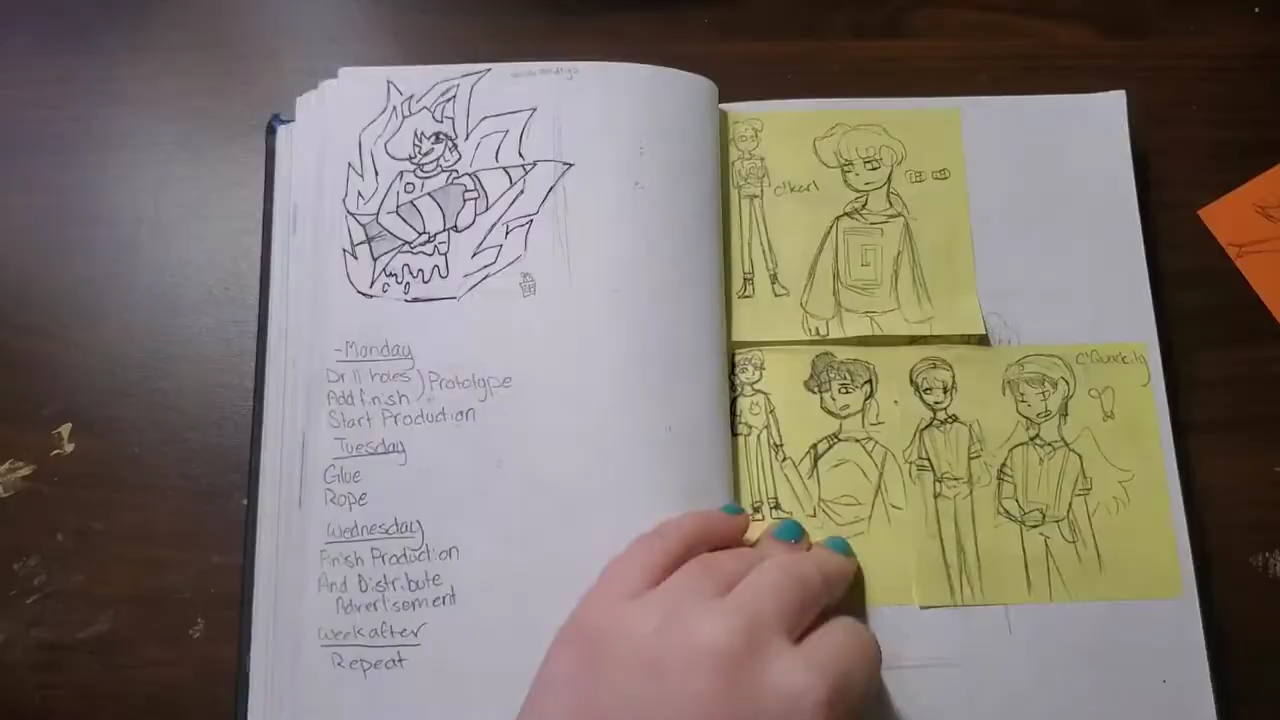 -Monday
Drill holes ) Prototype
Add finish
Start Production
Tuesday
Glue
Rope
Wednesday
Finish Production
And Distribute
Advertisement
Week after
Repeat
c!Karl